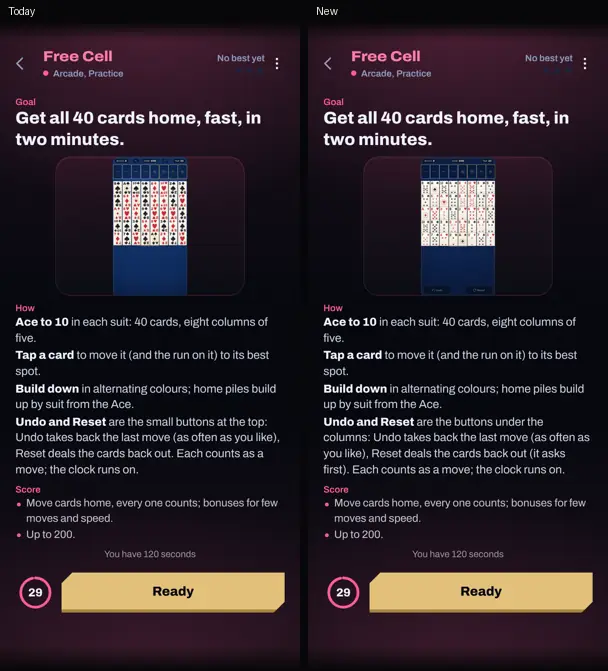 Today
Free Cell
No best yet
Arcade, Practice
Goal
Get all 40 cards home, fast, in
two minutes.
How
Ace to 10 in each suit: 40 cards, eight columns of
five.
Tap a card to move it (and the run on it) to its best
spot.
Build down in alternating colours; home piles build
up by suit from the Ace.
Undo and Reset are the small buttons at the top:
Undo takes back the last move (as often as you like),
Reset deals the cards back out. Each counts as a
move; the clock runs on.
Score
Move cards home, every one counts; bonuses for few
moves and speed.
Up to 200.
You have 120 seconds
29
Ready
New
Free Cell
No best yet
Arcade, Practice
Goal
Get all 40 cards home, fast, in
two minutes.
How
Ace to 10 in each suit: 40 cards, eight columns of
five.
Tap a card to move it (and the run on it) to its best
spot.
Build down in alternating colours; home piles build
up by suit from the Ace.
Undo and Reset are the buttons under the
columns: Undo takes back the last move (as often as
you like), Reset deals the cards back out (it asks
first). Each counts as a move; the clock runs on.
Score
Move cards home, every one counts; bonuses for few
moves and speed.
Up to 200.
You have 120 seconds
29
Ready